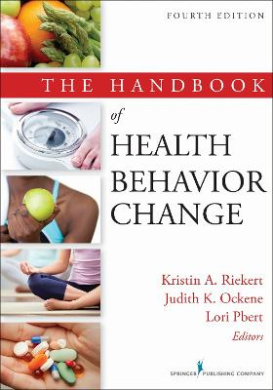 FOURTH EDITION
THE HANDBOOK
of
HEALTH
BEHAVIOR
CHANGE
Kristin A. Riekert
Judith K. Ockene
Lori Pbert
Editors
SPRINGER PUBLISHING COMPANY